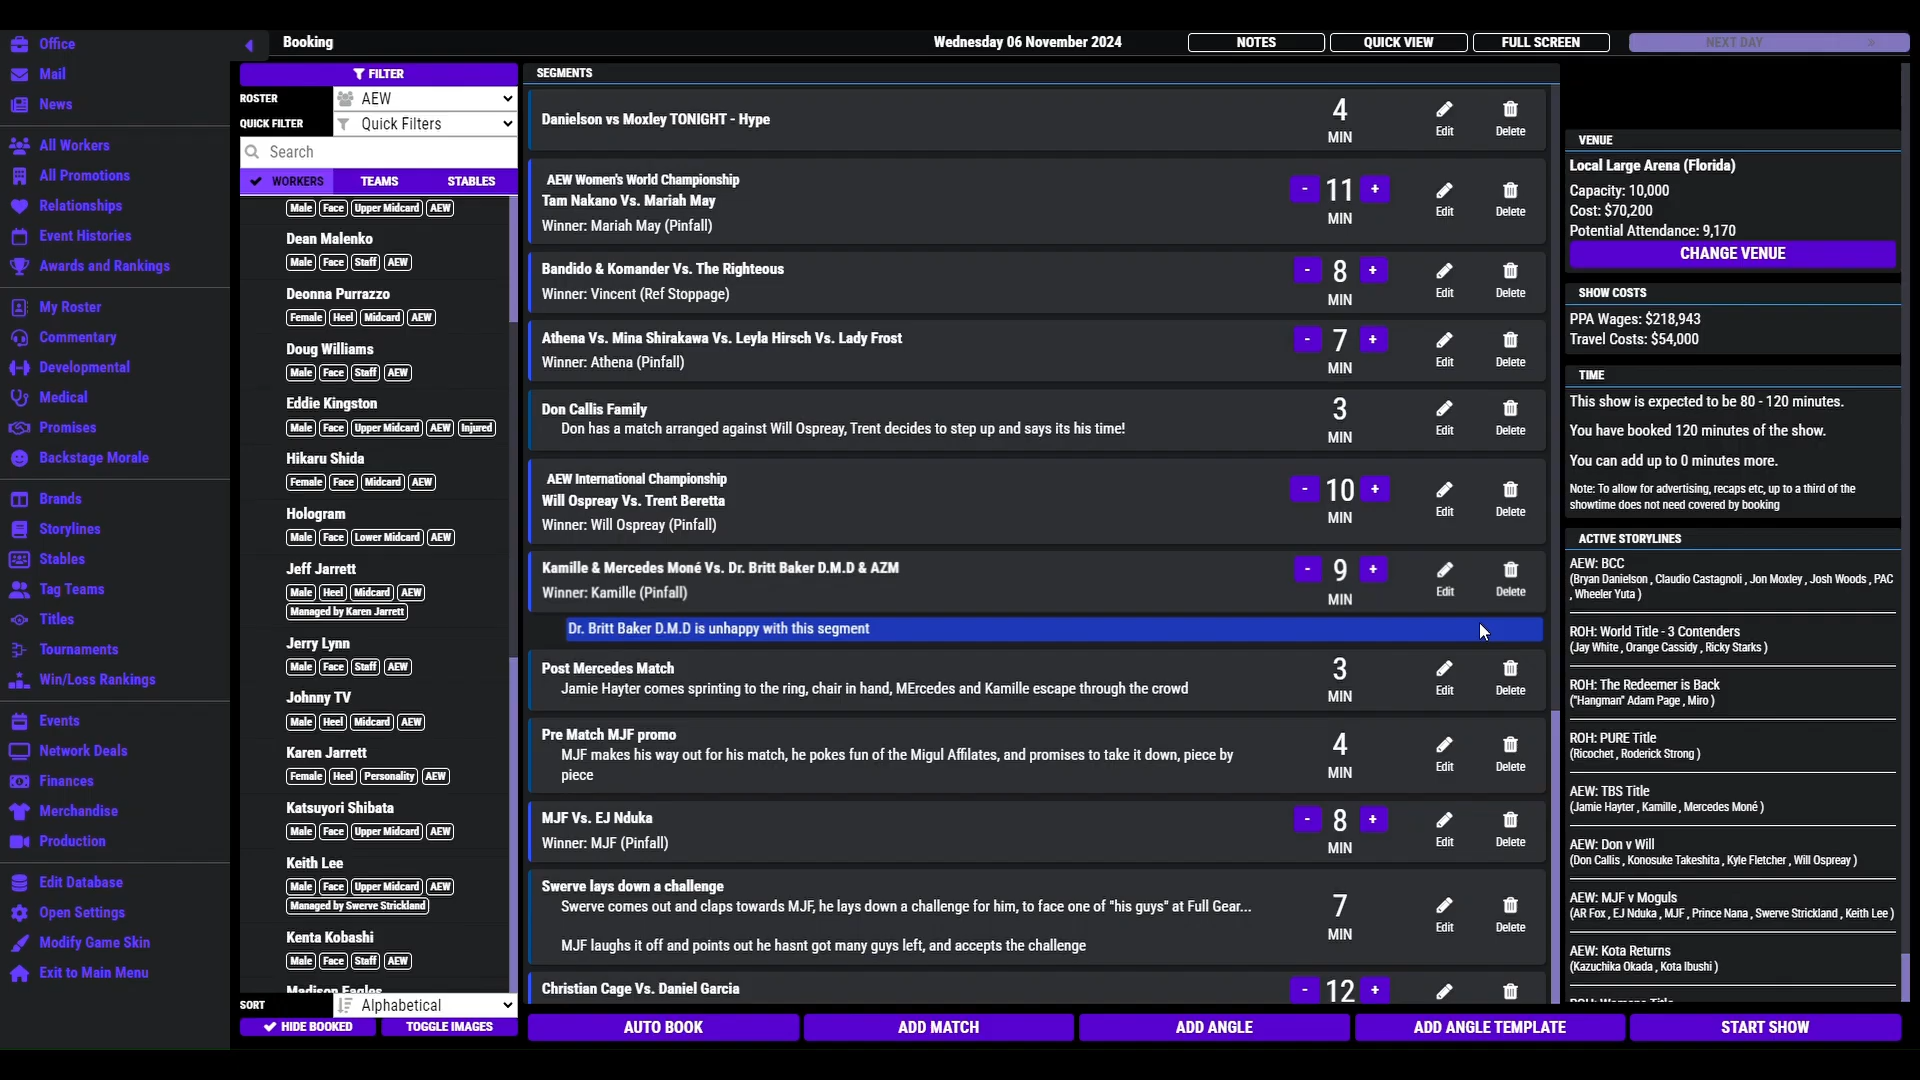 Office
Mail
News
All Workers
All Promotions
Relationships
Event Histories
Awards and Rankings
My Roster
Commentary
Developmental
Medical
Promises
Backstage Morale
Brands
Storylines
Stables
Tag Teams
Titles
Tournaments
Win/Loss Rankings
Events
Network Deals
Finances
Merchandise
Production
Edit Database
Open Settings
Modify Game Skin
Exit to Main Menu
Booking
Wednesday 06 November 2024
NOTES
QUICK VIEW
FULL SCREEN
NEXT DAY
FILTER
ROSTER
AEW
QUICK FILTER
Quick Filters
Search
WORKERS TEAMS STABLES
Male Face Upper Midcard AEW
Dean Malenko
Male Face Staff AEW
Deonna Purrazzo
Female Heel Midcard AEW
Doug Williams
Male Face Staff AEW
Eddie Kingston
Male Face Upper Midcard AEW Injured
Hikaru Shida
Female Face Midcard AEW
Hologram
Male Face Lower Midcard AEW
Jeff Jarrett
Male Heel Midcard AEW
Managed by Karen Jarrett
Jerry Lynn
Male Face Staff AEW
Johnny TV
Male Heel Midcard AEW
Karen Jarrett
Female Heel Personality AEW
Katsuyori Shibata
Male Face Upper Midcard AEW
Keith Lee
Male Face Upper Midcard AEW
Managed by Swerve Strickland
Kenta Kobashi
Male Face Staff AEW
Madison Eagles
SORT
Alphabetical
HIDE BOOKED
TOGGLE IMAGES
SEGMENTS
Danielson vs Moxley TONIGHT - Hype
4
MIN
Edit
Delete
AEW Women's World Championship
Tam Nakano Vs. Mariah May
Winner: Mariah May (Pinfall)
- 11 +
MIN
Edit
Delete
Bandido & Komander Vs. The Righteous
Winner: Vincent (Ref Stoppage)
- 8 +
MIN
Edit
Delete
Athena Vs. Mina Shirakawa Vs. Leyla Hirsch Vs. Lady Frost
Winner: Athena (Pinfall)
- 7 +
MIN
Edit
Delete
Don Callis Family
Don has a match arranged against Will Ospreay, Trent decides to step up and says its his time!
3
MIN
Edit
Delete
AEW International Championship
Will Ospreay Vs. Trent Beretta
Winner: Will Ospreay (Pinfall)
- 10 +
MIN
Edit
Delete
Kamille & Mercedes Moné Vs. Dr. Britt Baker D.M.D & AZM
Winner: Kamille (Pinfall)
- 9 +
MIN
Edit
Delete
Dr. Britt Baker D.M.D is unhappy with this segment
Post Mercedes Match
Jamie Hayter comes sprinting to the ring, chair in hand, MErcedes and Kamille escape through the crowd
3
MIN
Edit
Delete
Pre Match MJF promo
MJF makes his way out for his match, he pokes fun of the Migul Affilates, and promises to take it down, piece by
piece
4
MIN
Edit
Delete
MJF Vs. EJ Nduka
Winner: MJF (Pinfall)
- 8 +
MIN
Edit
Delete
Swerve lays down a challenge
Swerve comes out and claps towards MJF, he lays down a challenge for him, to face one of "his guys" at Full Gear...
MJF laughs it off and points out he hasnt got many guys left, and accepts the challenge
7
MIN
Edit
Delete
Christian Cage Vs. Daniel Garcia
- 12 +
AUTO BOOK
ADD MATCH
ADD ANGLE
ADD ANGLE TEMPLATE
START SHOW
VENUE
Local Large Arena (Florida)
Capacity: 10,000
Cost: $70,200
Potential Attendance: 9,170
CHANGE VENUE
SHOW COSTS
PPA Wages: $218,943
Travel Costs: $54,000
TIME
This show is expected to be 80 - 120 minutes.
You have booked 120 minutes of the show.
You can add up to 0 minutes more.
Note: To allow for advertising, recaps etc, up to a third of the
showtime does not need covered by booking
ACTIVE STORYLINES
AEW: BCC
(Bryan Danielson , Claudio Castagnoli , Jon Moxley , Josh Woods , PAC
, Wheeler Yuta )
ROH: World Title - 3 Contenders
(Jay White , Orange Cassidy , Ricky Starks )
ROH: The Redeemer is Back
("Hangman" Adam Page , Miro )
ROH: PURE Title
(Ricochet , Roderick Strong )
AEW: TBS Title
(Jamie Hayter , Kamille , Mercedes Moné )
AEW: Don v Will
(Don Callis , Konosuke Takeshita , Kyle Fletcher , Will Ospreay )
AEW: MJF v Moguls
(AR Fox , EJ Nduka , MJF , Prince Nana , Swerve Strickland , Keith Lee )
AEW: Kota Returns
(Kazuchika Okada , Kota Ibushi )
ROH: Womens Title